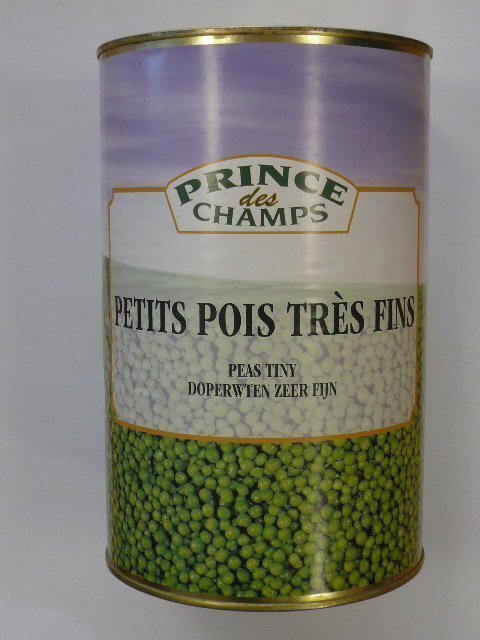 PRINCE
des
CHAMPS
PETITS POIS TRÈS FINS
PEAS TINY
DOPERWTEN ZEER FIJN